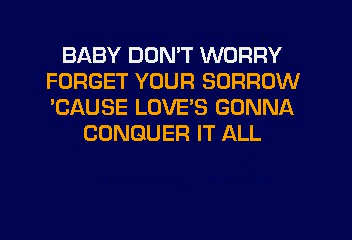 BABY DON'T WORRY
FORGET YOUR SORROW
'CAUSE LOVE'S GONNA
CONQUER IT ALL